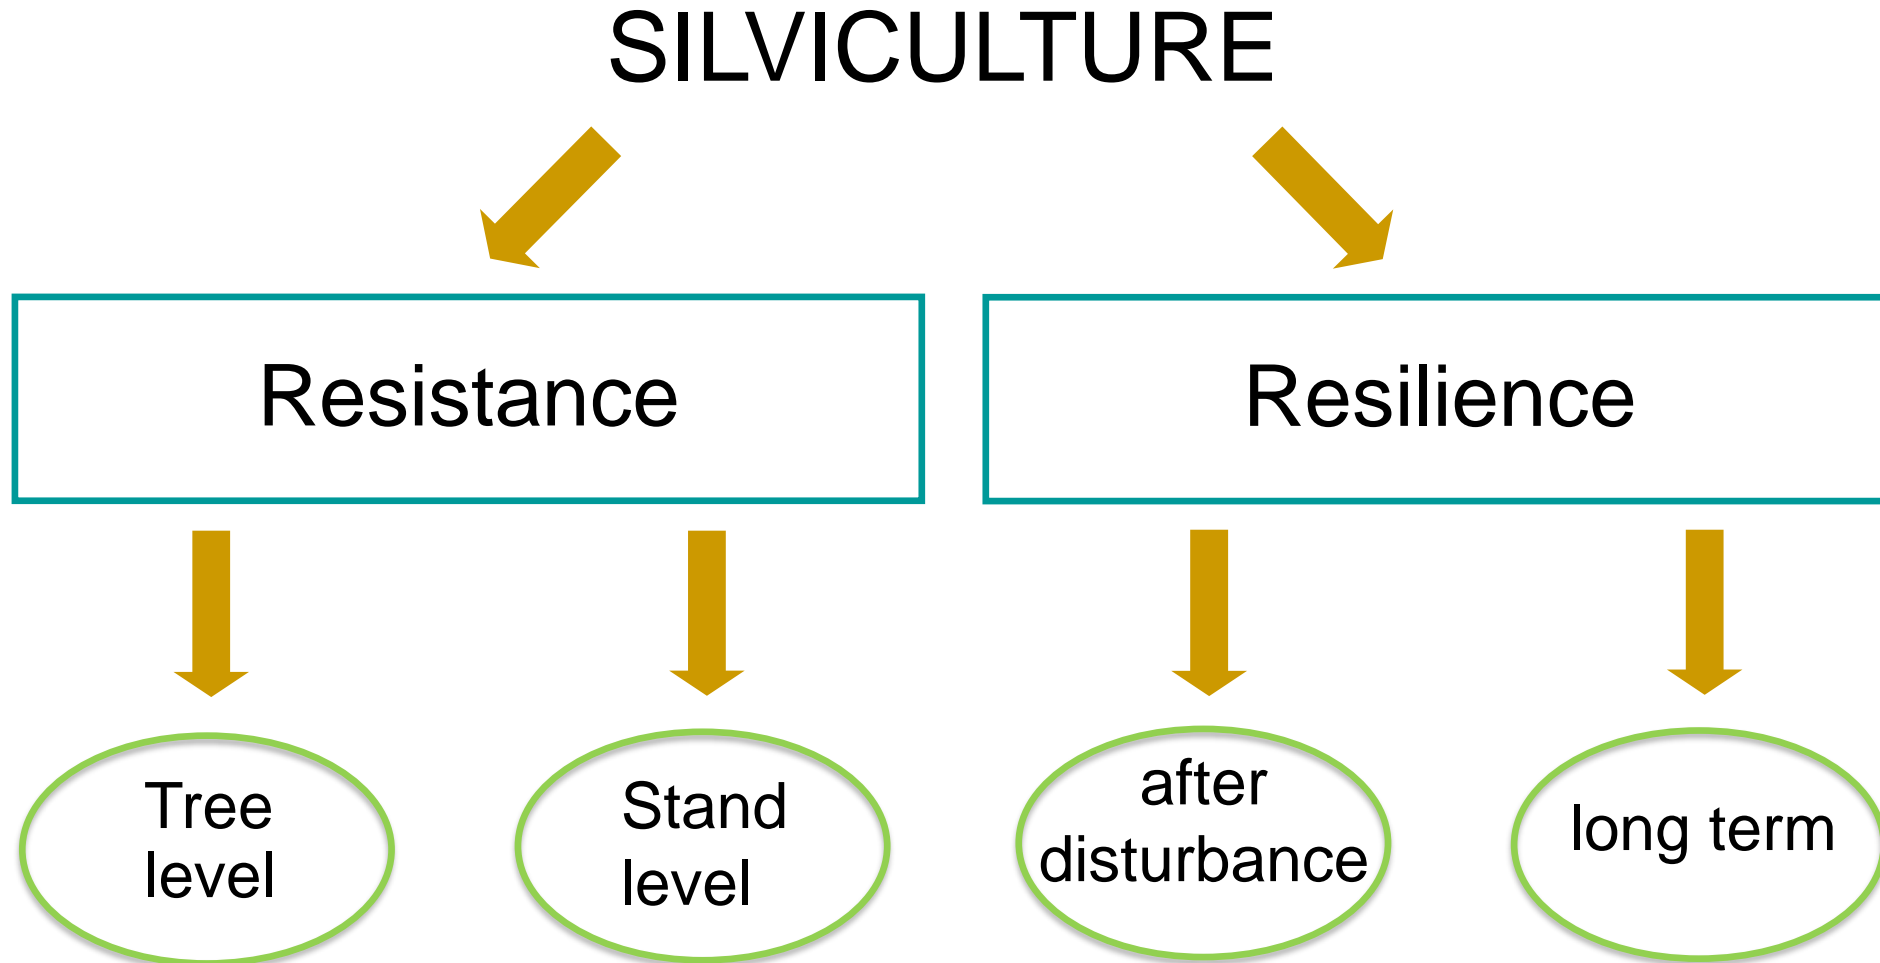 SILVICULTURE
Resistance
Resilience
Tree
level
Stand
level
after
disturbance
long term